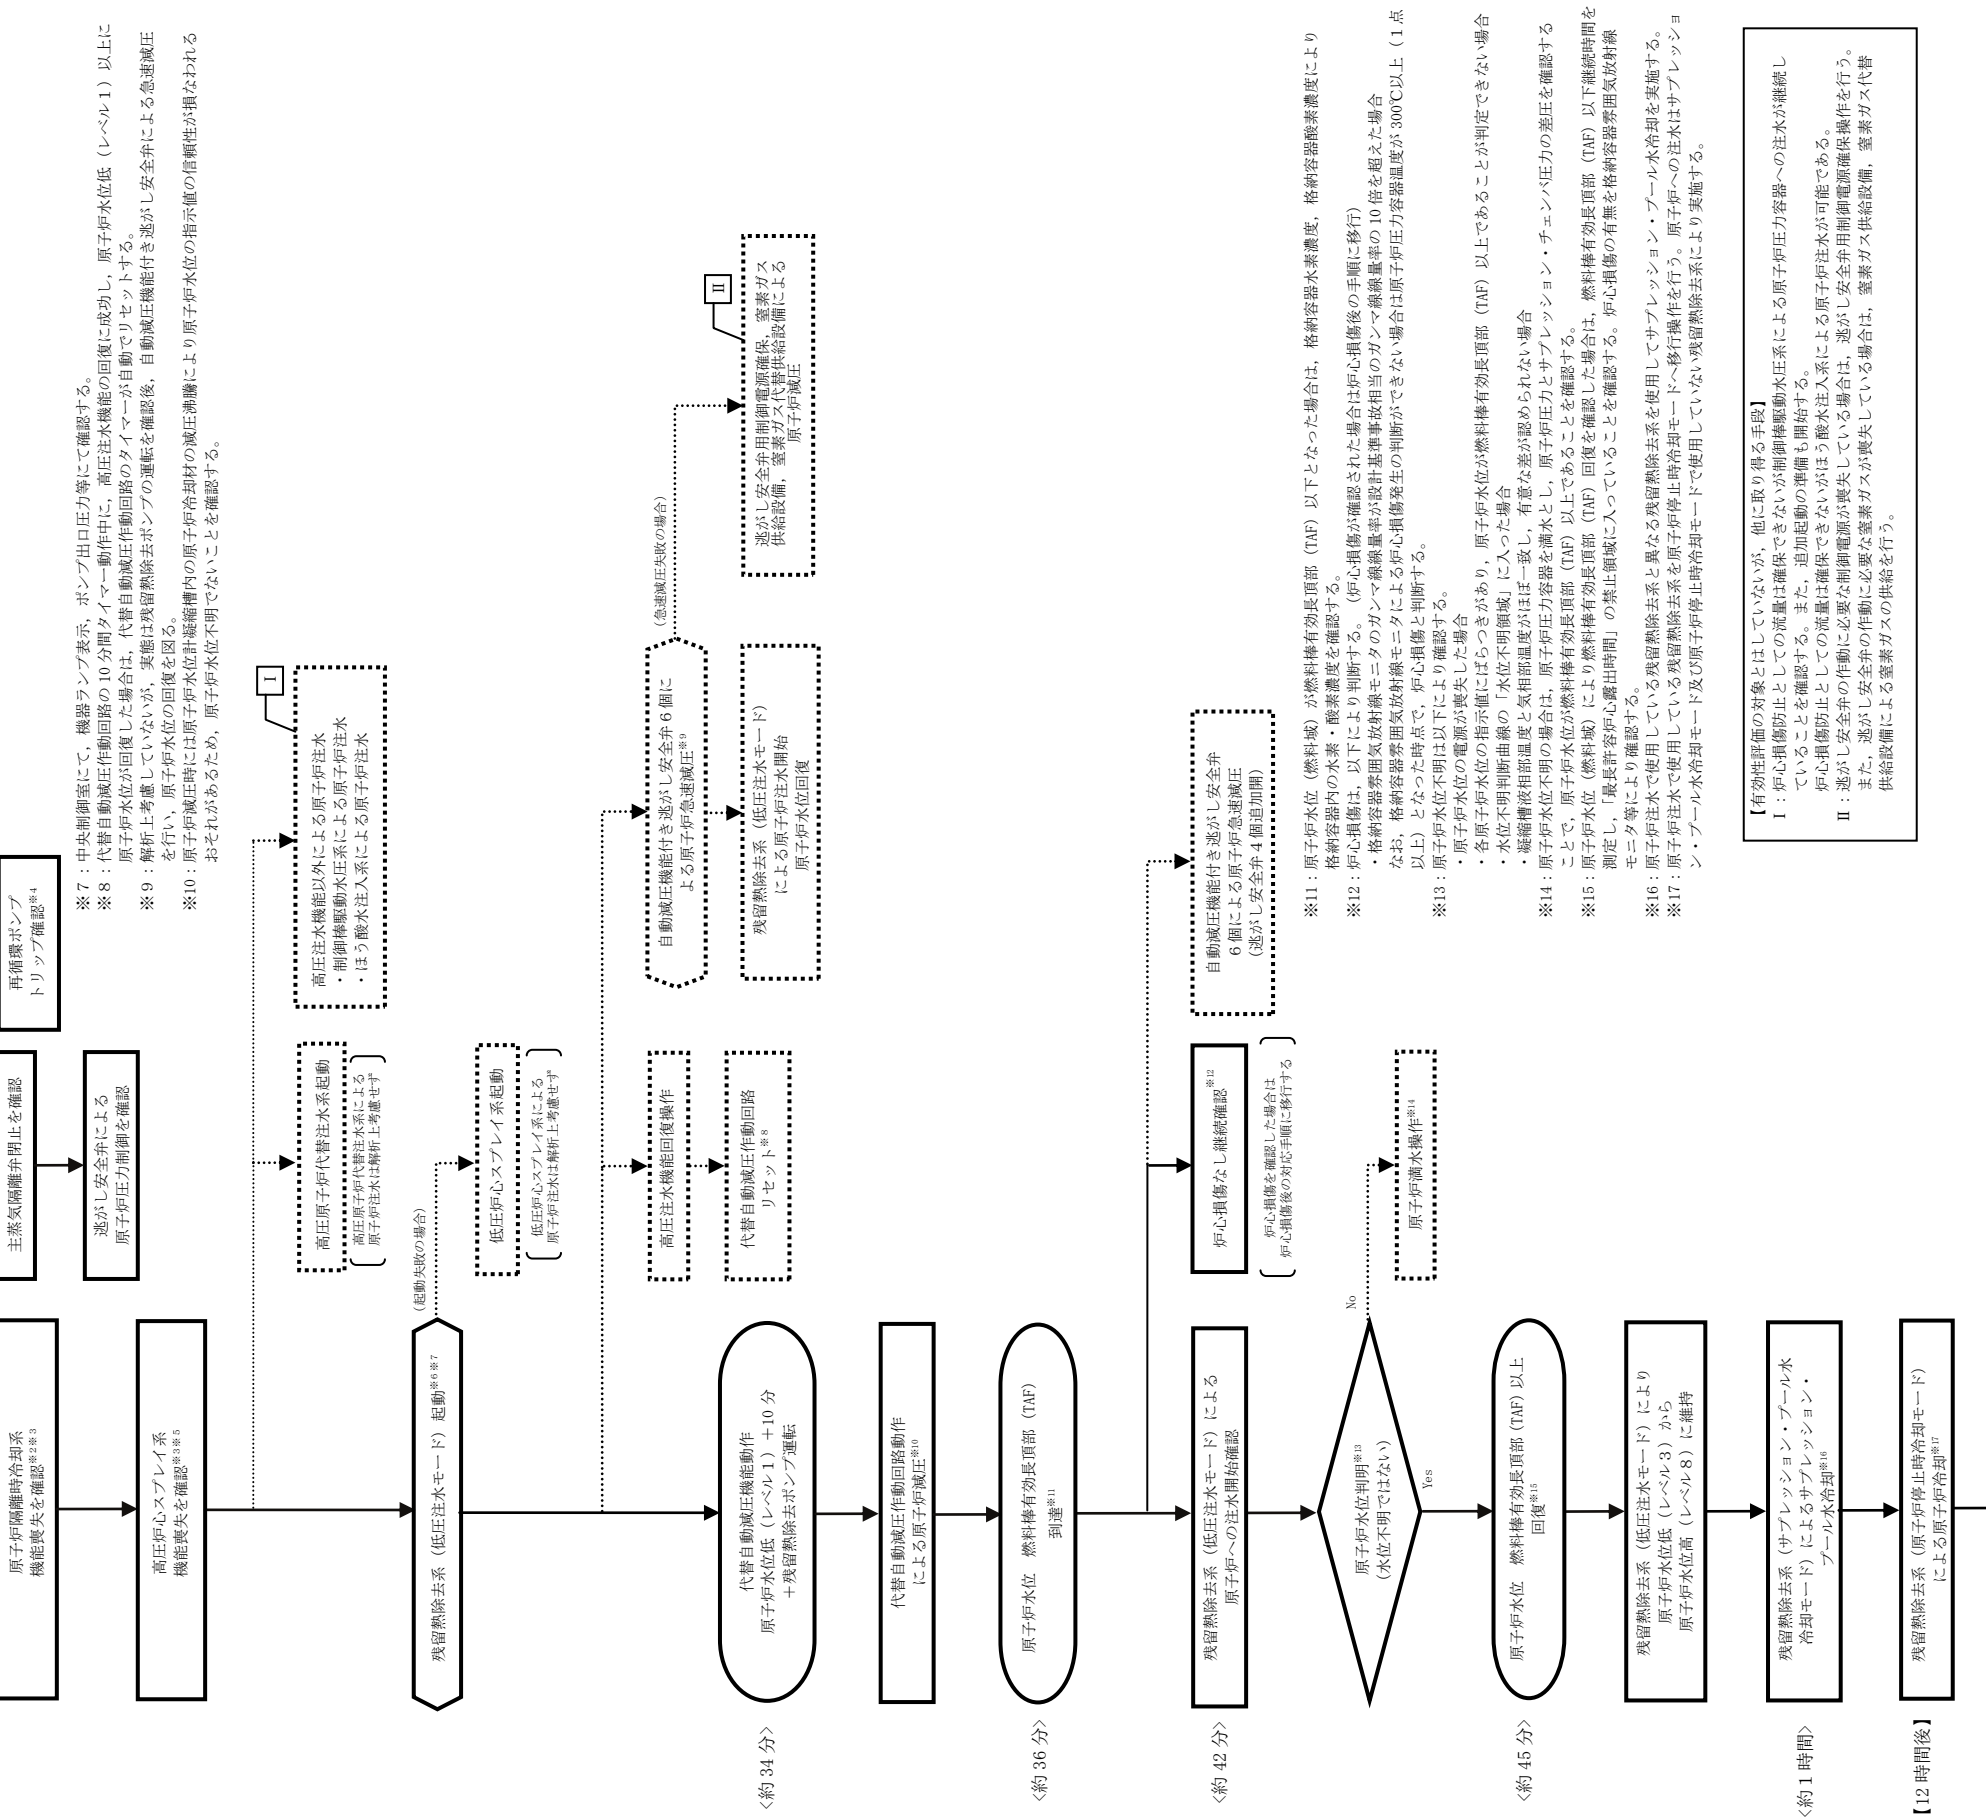 原子炉隔離時冷却系
機能喪失を確認※2※3
主蒸気隔離弁閉止を確認
再循環ポンプ
トリップ確認※4
逃がし安全弁による
原子炉圧力制御を確認
高圧炉心スプレイ系
機能喪失を確認※3※5
高圧原子炉代替注水系起動
高圧原子炉代替注水系による
原子炉注水は解析上考慮せず
Ⅰ
高圧注水機能以外による原子炉注水
・制御棒駆動水圧系による原子炉注水
・ほう酸水注入系による原子炉注水
残留熱除去系（低圧注水モード）起動※6※7
（起動失敗の場合）
低圧炉心スプレイ系起動
低圧炉心スプレイ系による
原子炉注水は解析上考慮せず
高圧注水機能回復操作
代替自動減圧作動回路
リセット※8
自動減圧機能付き逃がし安全弁６個に
よる原子炉急速減圧※9
（急速減圧失敗の場合）
残留熱除去系（低圧注水モード）
による原子炉注水開始
原子炉水位回復
Ⅱ
逃がし安全弁用制御電源確保，窒素ガス
供給設備，窒素ガス代替供給設備による
原子炉減圧
<約 34 分>
代替自動減圧機能動作
原子炉水位低（レベル１）＋10 分
＋残留熱除去ポンプ運転
代替自動減圧作動回路動作
による原子炉減圧※10
<約 36 分>
原子炉水位　燃料棒有効長頂部（TAF）
到達※11
<約 42 分>
残留熱除去系（低圧注水モード）による
原子炉への注水開始確認
炉心損傷なし継続確認※12
炉心損傷を確認した場合は
炉心損傷後の対応手順に移行する
自動減圧機能付き逃がし安全弁
６個による原子炉急速減圧
（逃がし安全弁４個追加開）
原子炉水位判明※13
（水位不明ではない）
No
Yes
原子炉満水操作※14
<約 45 分>
原子炉水位　燃料棒有効長頂部（TAF）以上
回復※15
残留熱除去系（低圧注水モード）により
原子炉水位低（レベル３）から
原子炉水位高（レベル８）に維持
<約１時間>
残留熱除去系（サプレッション・プール水
冷却モード）によるサプレッション・
プール水冷却※16
【12 時間後】
残留熱除去系（原子炉停止時冷却モード）
による原子炉冷却※17
※７：中央制御室にて，機器ランプ表示，ポンプ出口圧力等にて確認する。
※８：代替自動減圧作動回路の 10 分間タイマー動作中に，高圧注水機能の回復に成功し，原子炉水位低（レベル１）以上に
原子炉水位が回復した場合は，代替自動減圧作動回路のタイマーが自動でリセットする。
※９：解析上考慮していないが，実態は残留熱除去ポンプの運転を確認後，自動減圧機能付き逃がし安全弁による急速減圧
を行い，原子炉水位の回復を図る。
※10：原子炉減圧時には原子炉水位計凝縮槽内の原子炉冷却材の減圧沸騰により原子炉水位の指示値の信頼性が損なわれる
おそれがあるため，原子炉水位不明でないことを確認する。
※11：原子炉水位（燃料域）が燃料棒有効長頂部（TAF）以下となった場合は，格納容器水素濃度，格納容器酸素濃度により
格納容器内の水素・酸素濃度を確認する。
※12：炉心損傷は，以下により判断する。（炉心損傷が確認された場合は炉心損傷後の手順に移行）
・格納容器雰囲気放射線モニタのガンマ線線量率が設計基準事故相当のガンマ線線量率の 10 倍を超えた場合
なお，格納容器雰囲気放射線モニタによる炉心損傷発生の判断ができない場合は原子炉圧力容器温度が 300℃以上（１点
以上）となった時点で，炉心損傷と判断する。
※13：原子炉水位不明は以下により確認する。
・原子炉水位の電源が喪失した場合
・各原子炉水位の指示値にばらつきがあり，原子炉水位が燃料棒有効長頂部（TAF）以上であることが判定できない場合
・水位不明判断曲線の「水位不明領域」に入った場合
・凝縮槽液相部温度と気相部温度がほぼ一致し，有意な差が認められない場合
※14：原子炉水位不明の場合は，原子炉圧力容器を満水とし，原子炉圧力とサプレッション・チェンバ圧力の差圧を確認する
ことで，原子炉水位が燃料棒有効長頂部（TAF）以上であることを確認する。
※15：原子炉水位（燃料域）により燃料棒有効長頂部（TAF）回復を確認した場合は，燃料棒有効長頂部（TAF）以下継続時間を
測定し，「最長許容炉心露出時間」の禁止領域に入っていることを確認する。炉心損傷の有無を格納容器雰囲気放射線
モニタ等により確認する。
※16：原子炉注水で使用している残留熱除去系と異なる残留熱除去系を使用してサプレッション・プール水冷却を実施する。
※17：原子炉注水で使用している残留熱除去系を原子炉停止時冷却モードへ移行操作を行う。原子炉への注水はサプレッショ
ン・プール水冷却モード及び原子炉停止時冷却モードで使用していない残留熱除去系により実施する。
【有効性評価の対象とはしていないが，他に取り得る手段】
Ⅰ：炉心損傷防止としての流量は確保できないが制御棒駆動水圧系による原子炉圧力容器への注水が継続し
ていることを確認する。また，追加起動の準備も開始する。
炉心損傷防止としての流量は確保できないがほう酸水注入系による原子炉注水が可能である。
Ⅱ：逃がし安全弁の作動に必要な制御電源が喪失している場合は，逃がし安全弁用制御電源確保操作を行う。
また，逃がし安全弁の作動に必要な窒素ガスが喪失している場合は，窒素ガス供給設備，窒素ガス代替
供給設備による窒素ガスの供給を行う。